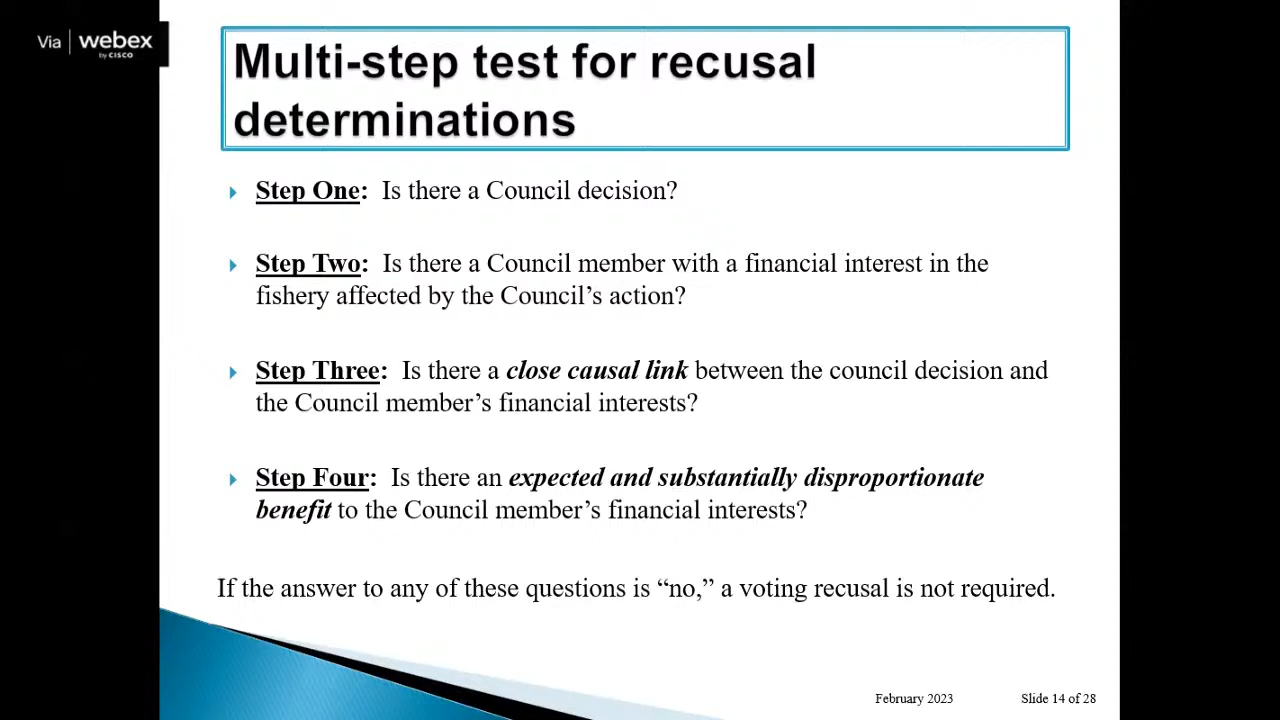 Via | webex
by CISCO
Multi-step test for recusal
determinations
Step One: Is there a Council decision?
Step Two: Is there a Council member with a financial interest in the
fishery affected by the Council’s action?
Step Three: Is there a close causal link between the council decision and
the Council member’s financial interests?
Step Four: Is there an expected and substantially disproportionate
benefit to the Council member’s financial interests?
If the answer to any of these questions is “no,” a voting recusal is not required.
February 2023 Slide 14 of 28